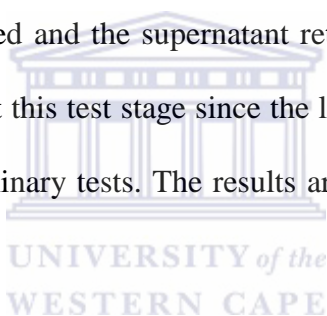 ed and the supernatant re
t this test stage since the l
inary tests. The results ar
UNIVERSITY of the
WESTERN CAPE